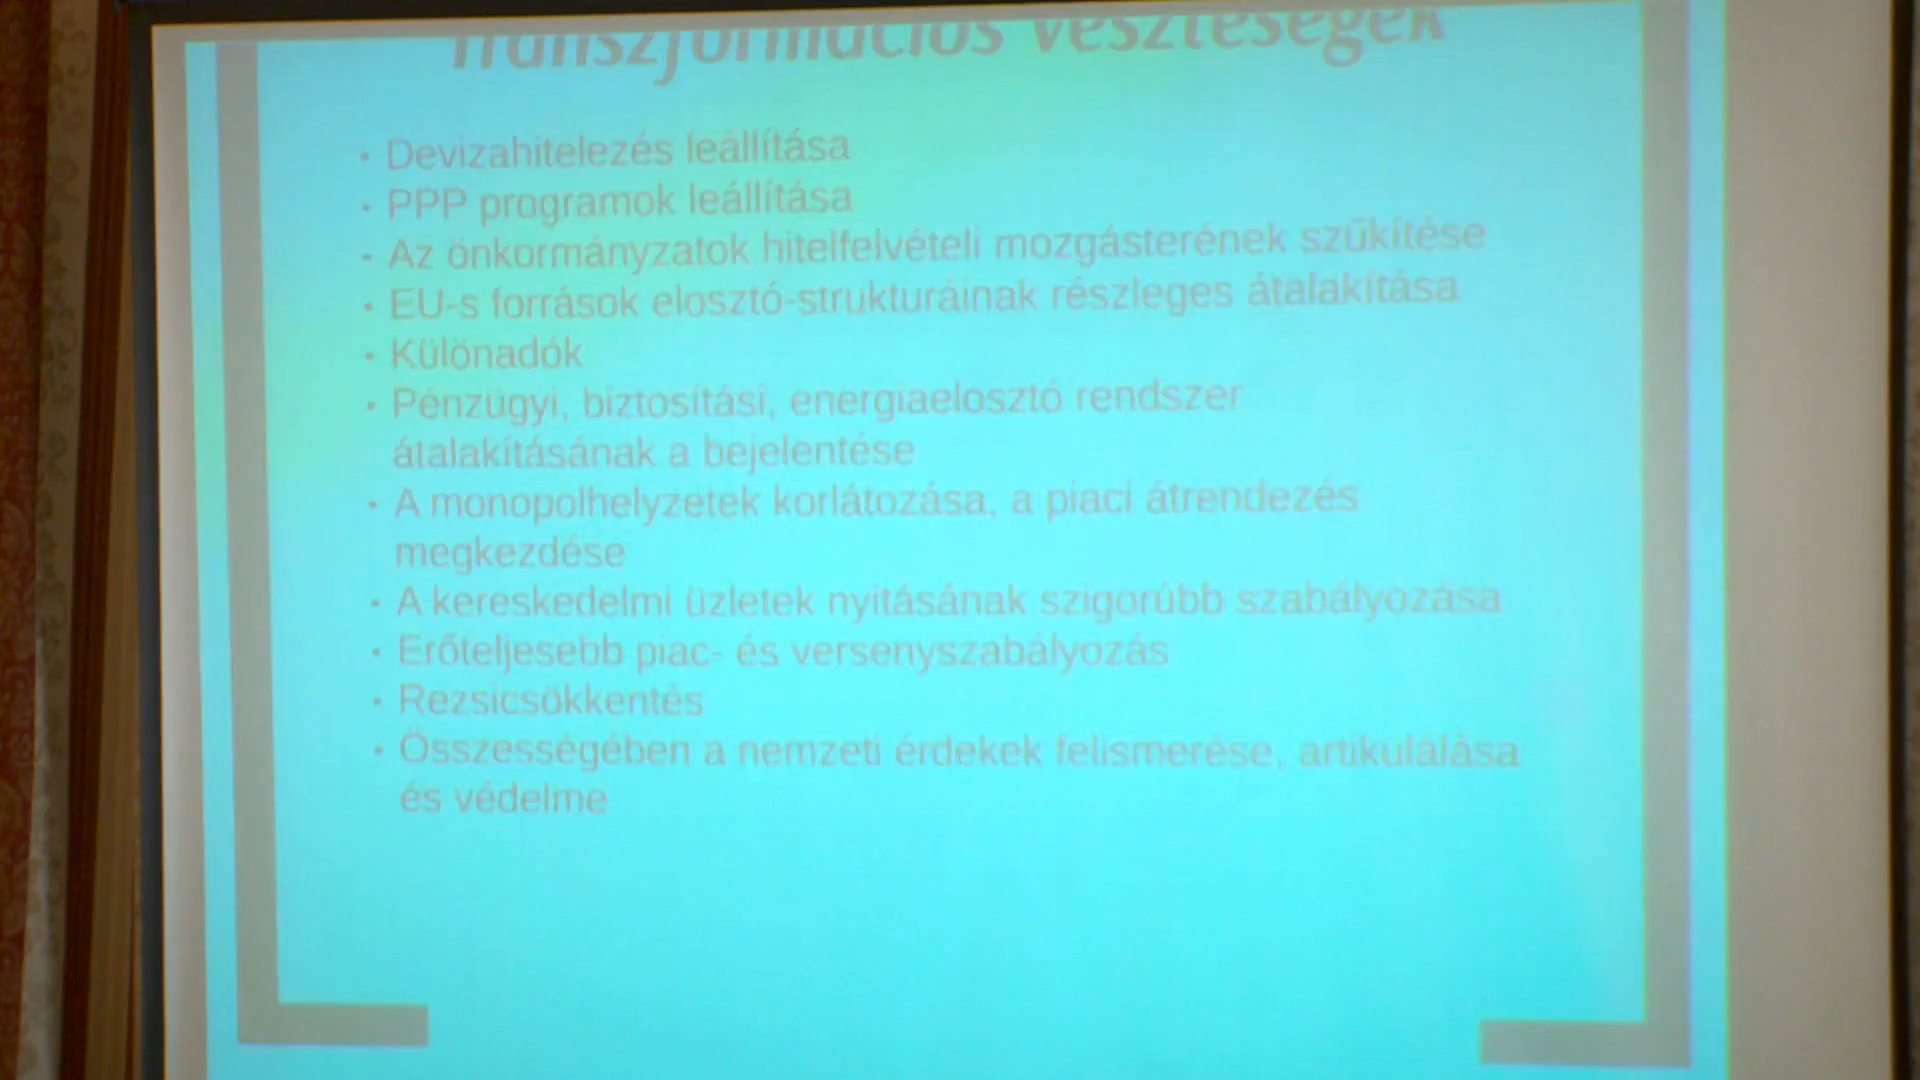 Transzformációs veszteségek
• Devizahitelezés leállítása
• PPP programok leállítása
• Az önkormányzatok hitelfelvételi mozgásterének szűkítése
• EU-s források elosztó-strukturáinak részleges átalakítása
• Különadók
• Pénzügyi, biztosítási, energiaelosztó rendszer
átalakításának a bejelentése
• A monopolhelyzetek korlátozása, a piaci átrendezés
megkezdése
• A kereskedelmi üzletek nyitásának szigorúbb szabályozása
• Erőteljesebb piac- és versenyszabályozás
• Rezsicsökkentés
• Összességében a nemzeti érdekek felismerése, artikulálása
és védelme